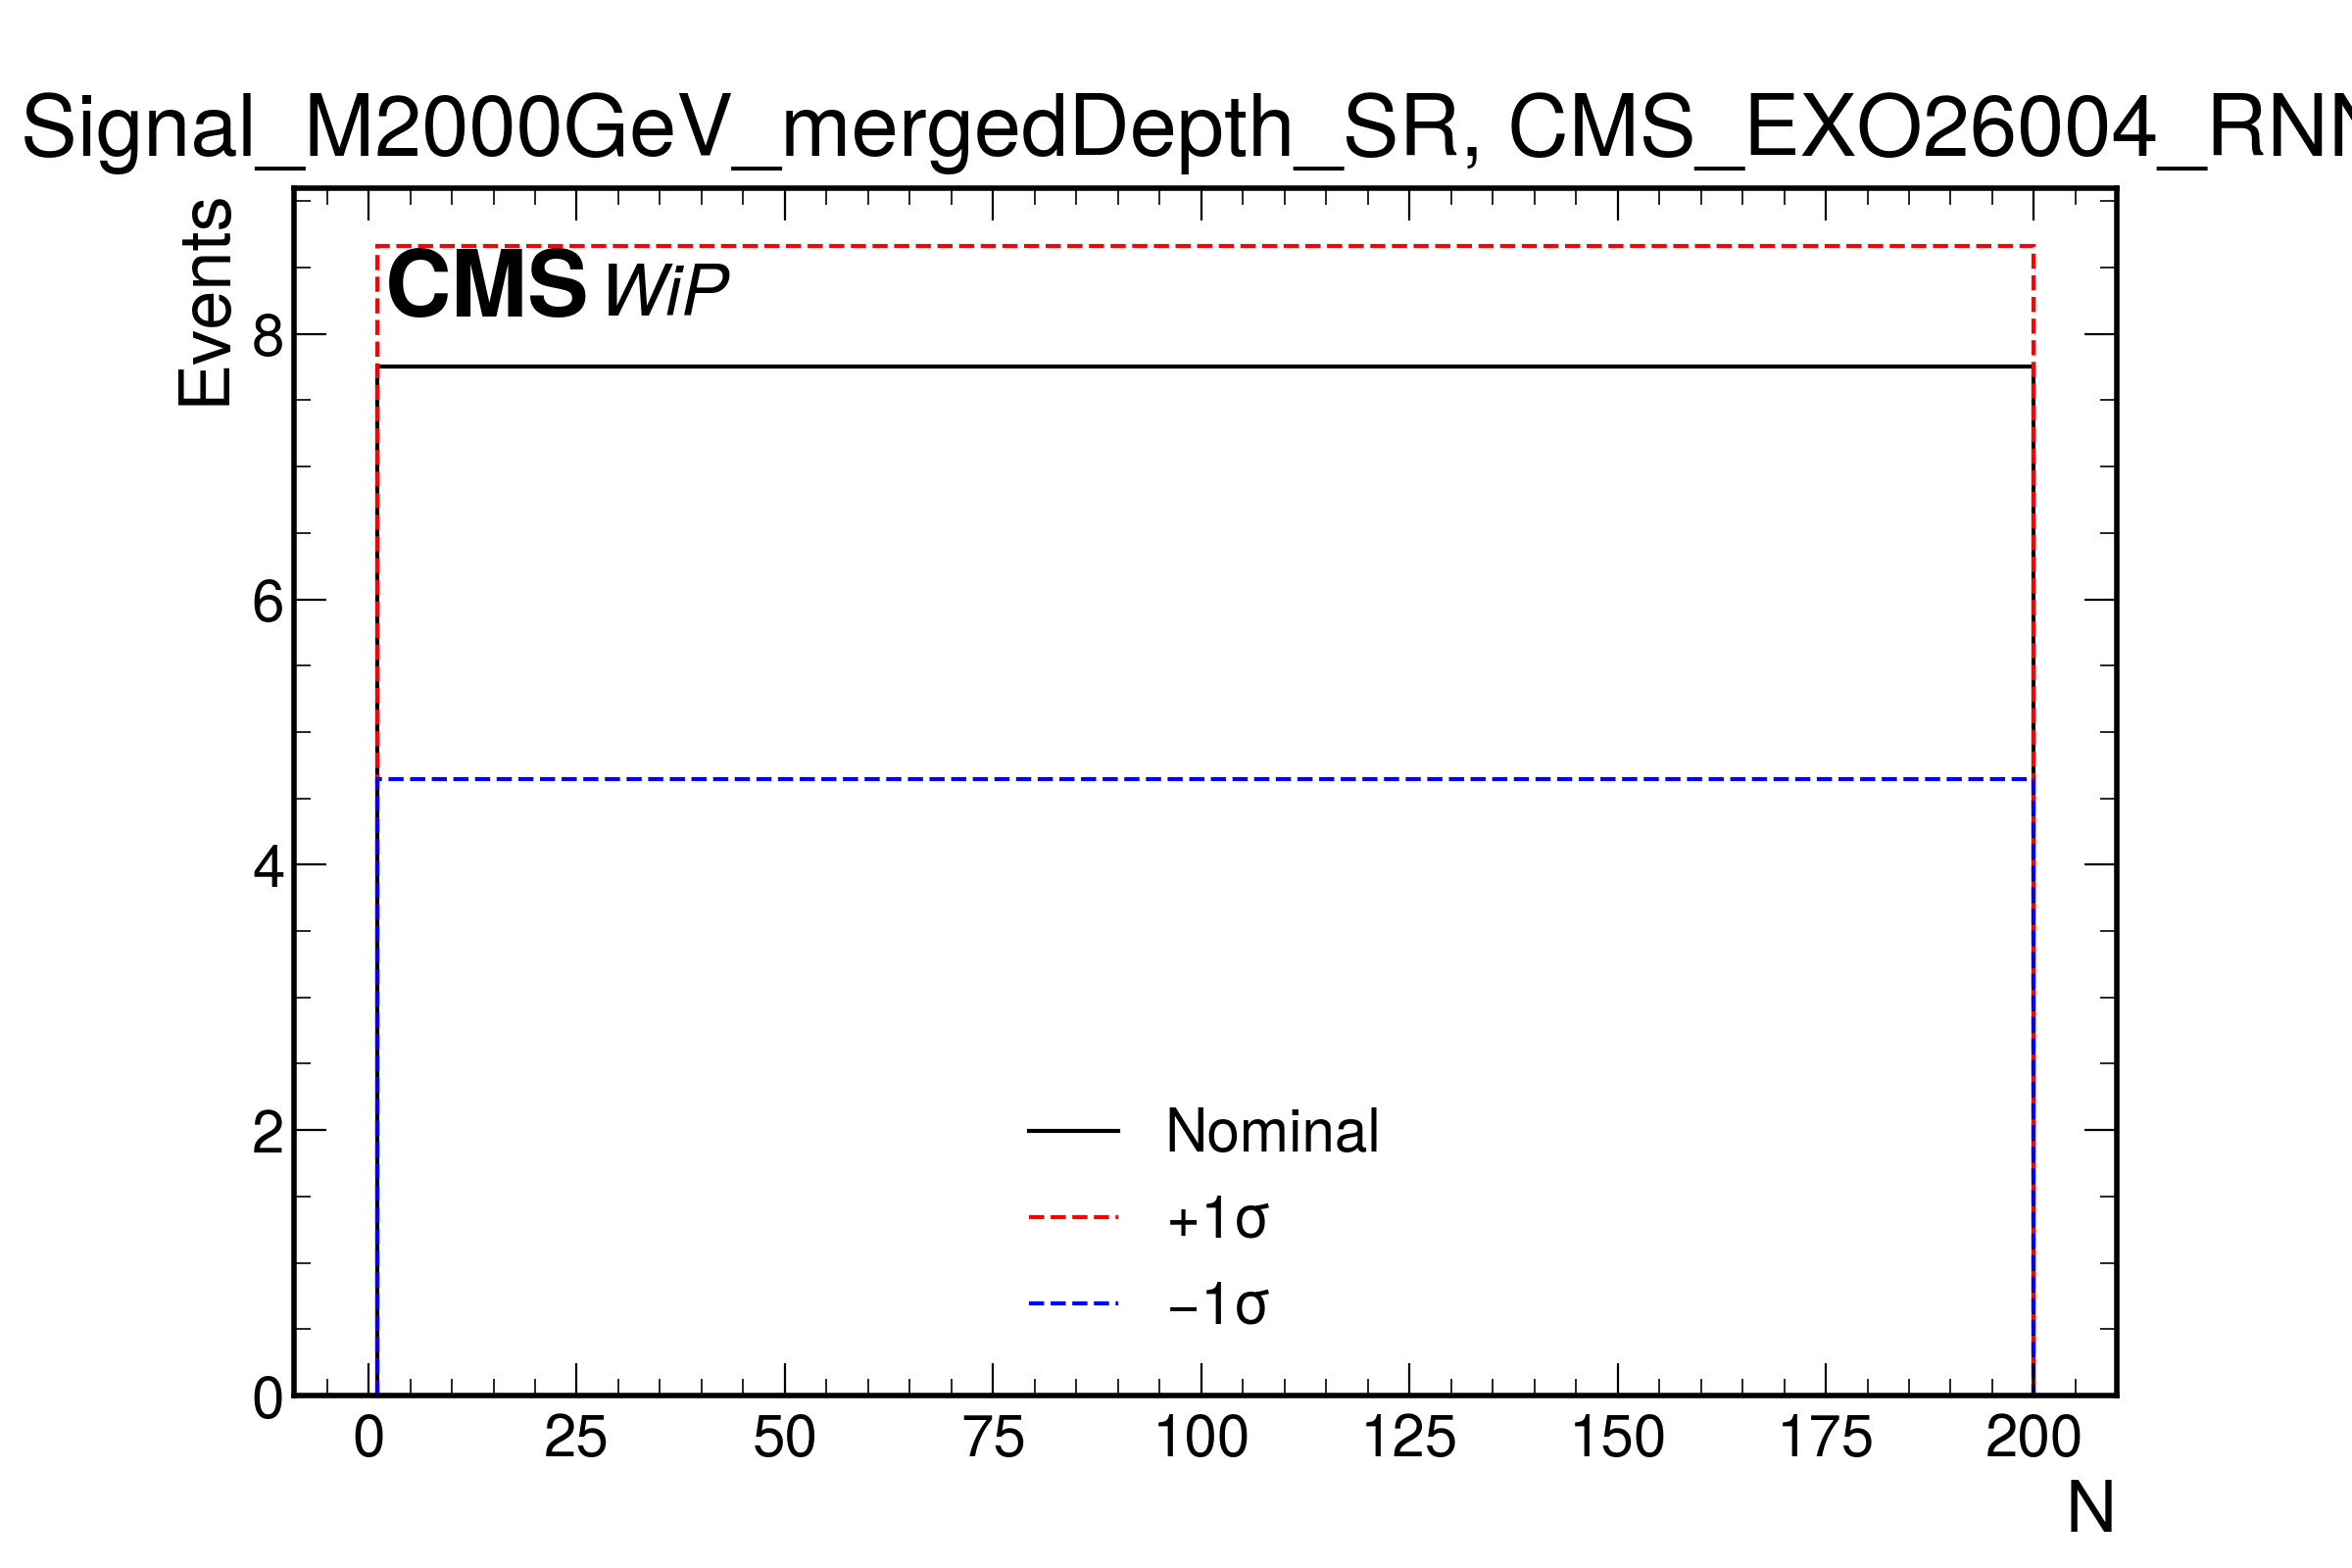 Signal_M2000GeV_mergedDepth_SR, CMS_EXO26004_RNN
Events
CMS WiP
8
6
4
2
0
Nominal
+1σ
−1σ
0 25 50 75 100 125 150 175 200
N